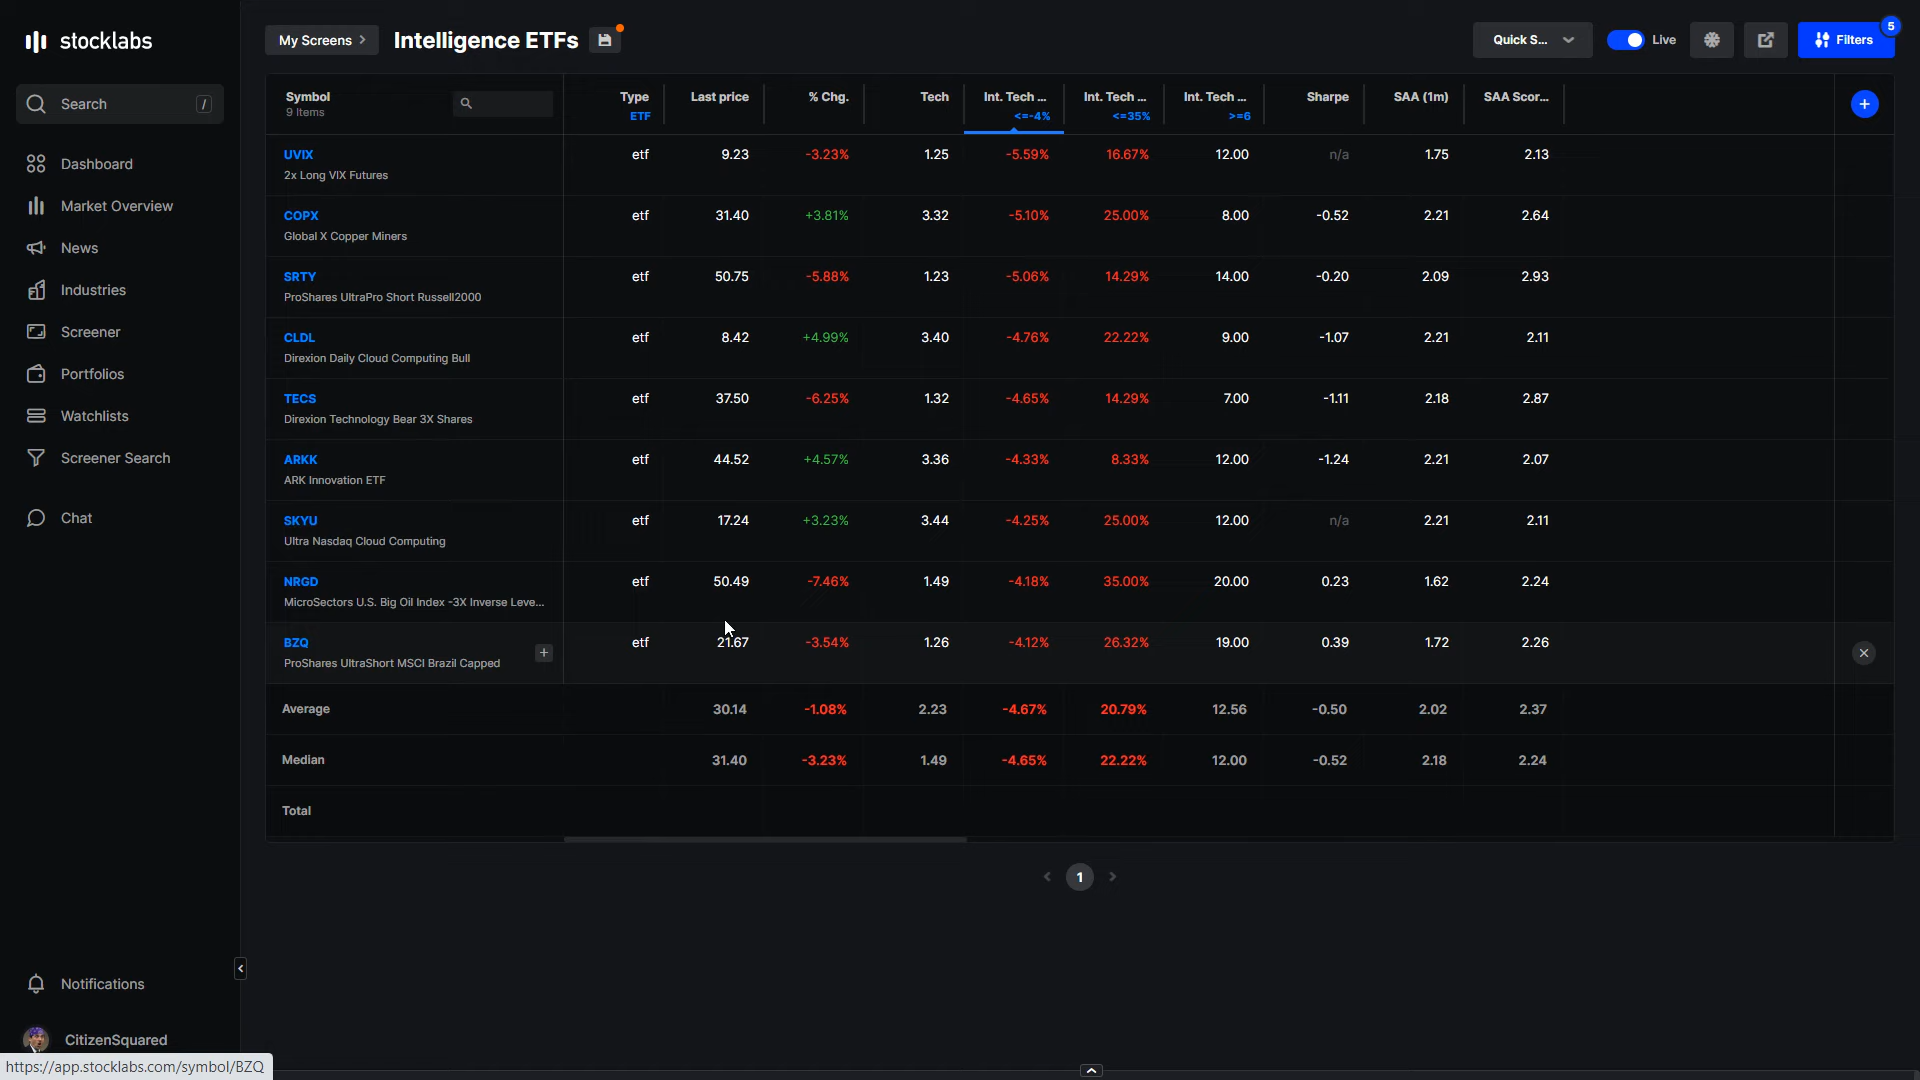 stocklabs
Search /
Dashboard
Market Overview
News
Industries
Screener
Portfolios
Watchlists
Screener Search
Chat
Notifications
CitizenSquared
https://app.stocklabs.com/symbol/BZQ
My Screens > Intelligence ETFs
Quick S... Live Filters 5
Symbol Type Last price % Chg. Tech Int. Tech ... Int. Tech ... Int. Tech ... Sharpe SAA (1m) SAA Scor...
9 Items ETF <=-4% <=35% >=6
UVIX etf 9.23 -3.23% 1.25 -5.59% 16.67% 12.00 n/a 1.75 2.13
2x Long VIX Futures
COPX etf 31.40 +3.81% 3.32 -5.10% 25.00% 8.00 -0.52 2.21 2.64
Global X Copper Miners
SRTY etf 50.75 -5.88% 1.23 -5.06% 14.29% 14.00 -0.20 2.09 2.93
ProShares UltraPro Short Russell2000
CLDL etf 8.42 +4.99% 3.40 -4.76% 22.22% 9.00 -1.07 2.21 2.11
Direxion Daily Cloud Computing Bull
TECS etf 37.50 -6.25% 1.32 -4.65% 14.29% 7.00 -1.11 2.18 2.87
Direxion Technology Bear 3X Shares
ARKK etf 44.52 +4.57% 3.36 -4.33% 8.33% 12.00 -1.24 2.21 2.07
ARK Innovation ETF
SKYU etf 17.24 +3.23% 3.44 -4.25% 25.00% 12.00 n/a 2.21 2.11
Ultra Nasdaq Cloud Computing
NRGD etf 50.49 -7.46% 1.49 -4.18% 35.00% 20.00 0.23 1.62 2.24
MicroSectors U.S. Big Oil Index -3X Inverse Leve...
BZQ etf 21.67 -3.54% 1.26 -4.12% 26.32% 19.00 0.39 1.72 2.26
ProShares UltraShort MSCI Brazil Capped
Average 30.14 -1.08% 2.23 -4.67% 20.79% 12.56 -0.50 2.02 2.37
Median 31.40 -3.23% 1.49 -4.65% 22.22% 12.00 -0.52 2.18 2.24
Total
< 1 >